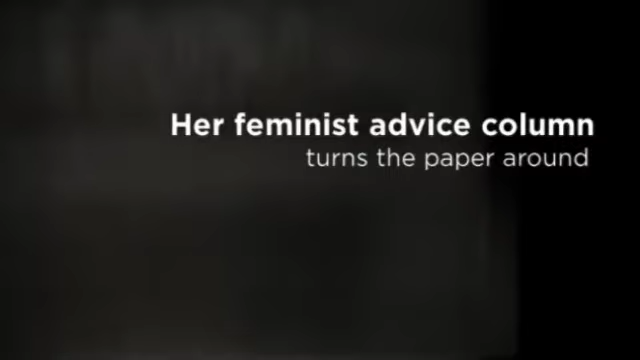 Her feminist advice column
turns the paper around